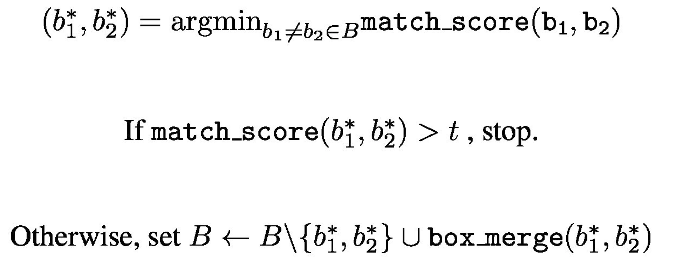 (b₁*, b₂*) = argmin_{b₁≠b₂∈B} match_score(b₁, b₂)
If match_score(b₁*, b₂*) > t , stop.
Otherwise, set B ← B\{b₁*, b₂*} ∪ box_merge(b₁*, b₂*)